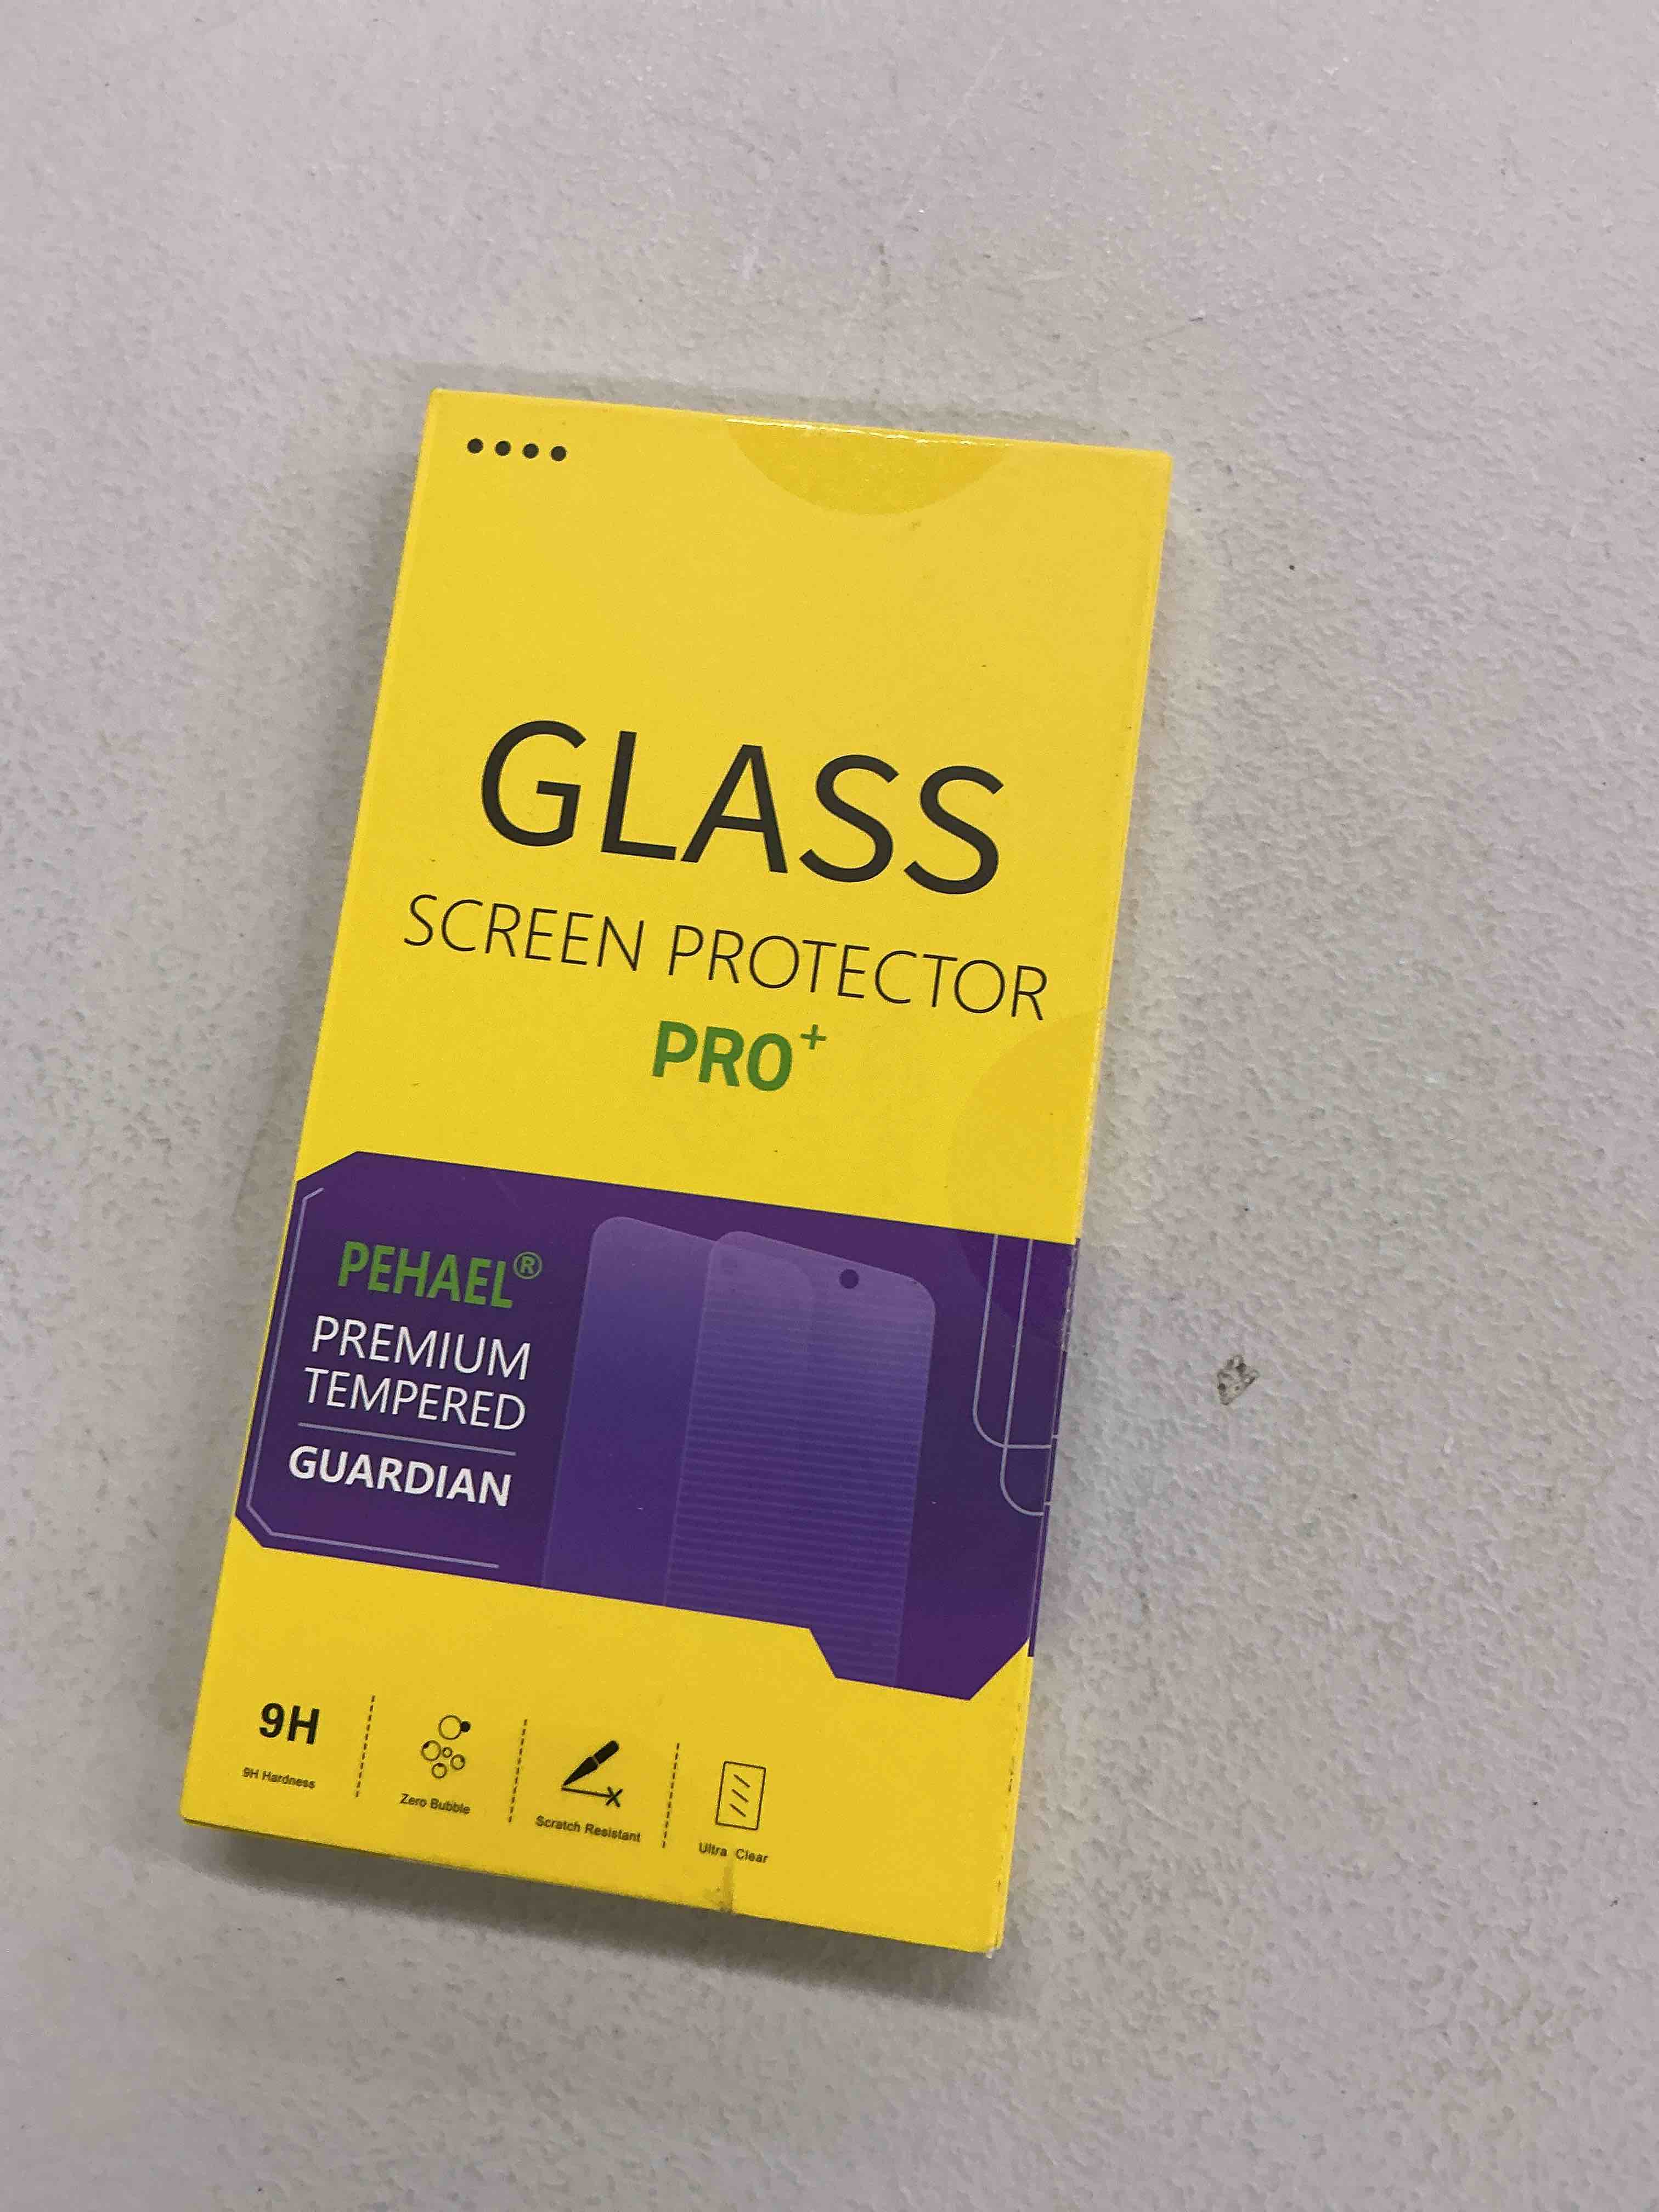 GLASS
SCREEN PROTECTOR
PRO+
PEHAEL®
PREMIUM
TEMPERED
GUARDIAN
9H
9H Hardness
Zero Bubble
Scratch Resistant
Ultra Clear